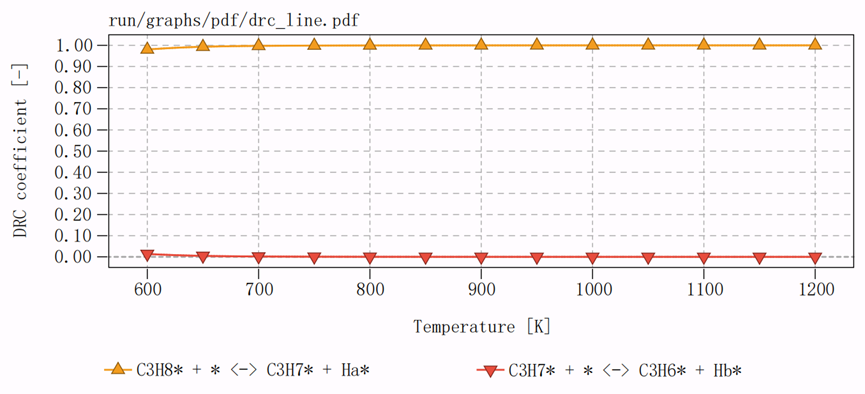 run/graphs/pdf/drc_line.pdf
1.00
0.90
0.80
0.70
0.60
0.50
0.40
0.30
0.20
0.10
0.00
DRC coefficient [-]
600 700 800 900 1000 1100 1200
Temperature [K]
C3H8* + * <-> C3H7* + Ha*
C3H7* + * <-> C3H6* + Hb*